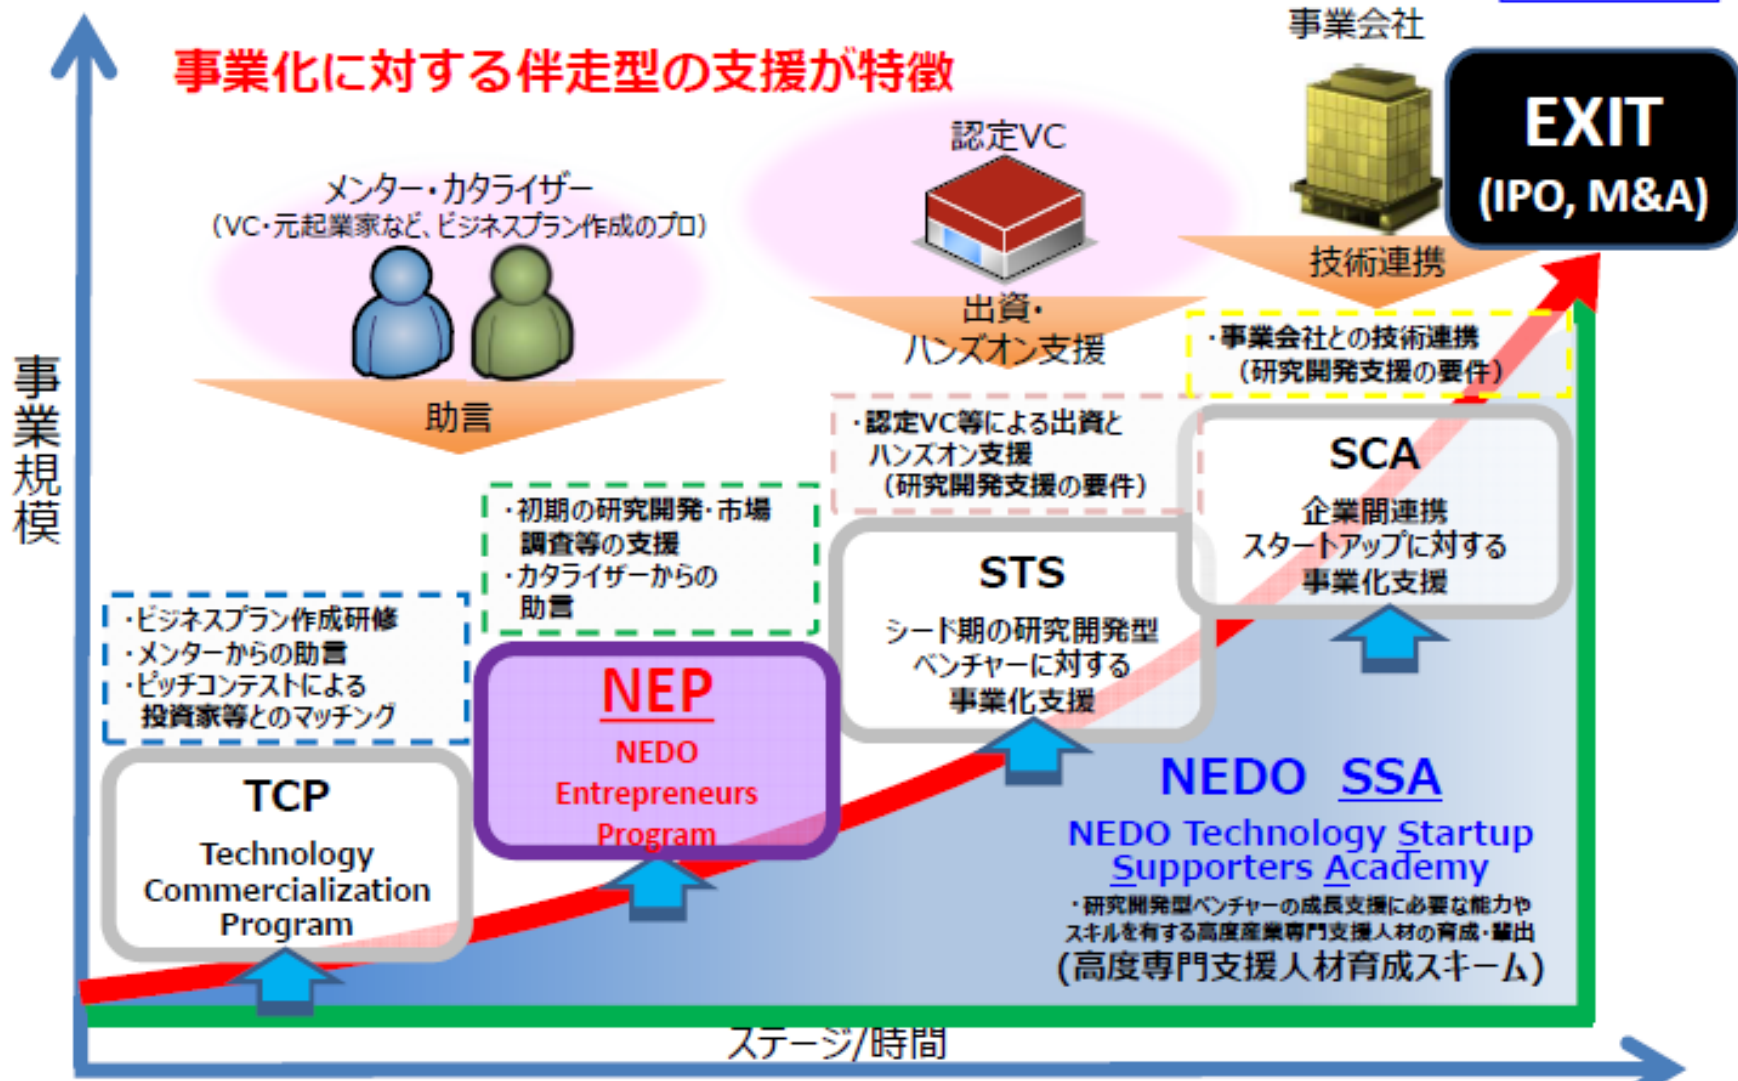 事業会社
事業化に対する伴走型の支援が特徴
EXIT
(IPO, M&A)
認定VC
メンター・カタライザー
（VC・元起業家など、ビジネスプラン作成のプロ）
技術連携
出資・
ハンズオン支援
助言
・事業会社との技術連携
（研究開発支援の要件）
・認定VC等による出資と
ハンズオン支援
（研究開発支援の要件）
SCA
企業間連携
スタートアップに対する
事業化支援
・初期の研究開発・市場
調査等の支援
・カタライザーからの
助言
STS
シード期の研究開発型
ベンチャーに対する
事業化支援
・ビジネスプラン作成研修
・メンターからの助言
・ピッチコンテストによる
投資家等とのマッチング
NEP
NEDO
Entrepreneurs
Program
TCP
Technology
Commercialization
Program
NEDO SSA
NEDO Technology Startup
Supporters Academy
・研究開発型ベンチャーの成長支援に必要な能力や
スキルを有する高度産業専門支援人材の育成・輩出
(高度専門支援人材育成スキーム)
事業規模
ステージ/時間